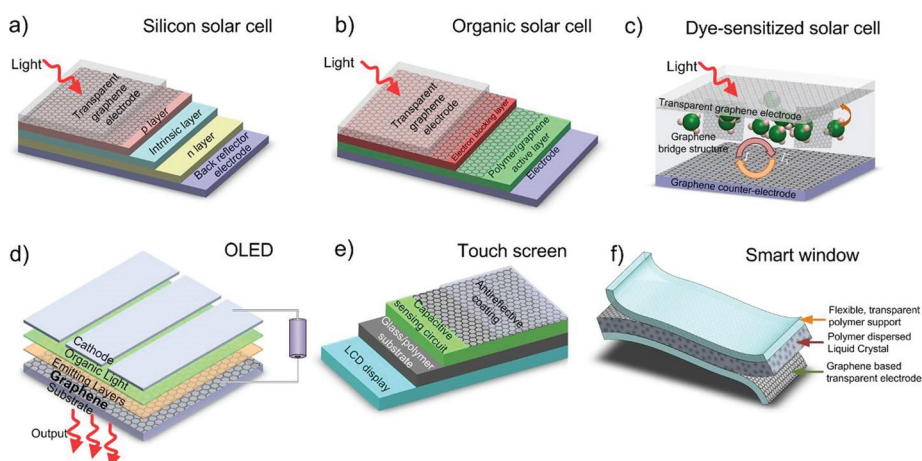 a)
Silicon solar cell
Light
Transparent
graphene
electrode
p layer
Intrinsic layer
n layer
Back reflector
electrode
b)
Organic solar cell
Light
Transparent
graphene
electrode
Electron blocking layer
Polymer/graphene
active layer
Electrode
c)
Dye-sensitized solar cell
Light
Transparent graphene electrode
Graphene
bridge structure
Graphene counter-electrode
d)
OLED
Cathode
Organic Light
Emitting Layers
Graphene
Substrate
Output
e)
Touch screen
Antireflective
coating
Capacitive
sensing circuit
Glass/polymer
substrate
LCD display
f)
Smart window
Flexible, transparent
polymer support
Polymer dispersed
Liquid Crystal
Graphene based
transparent electrode